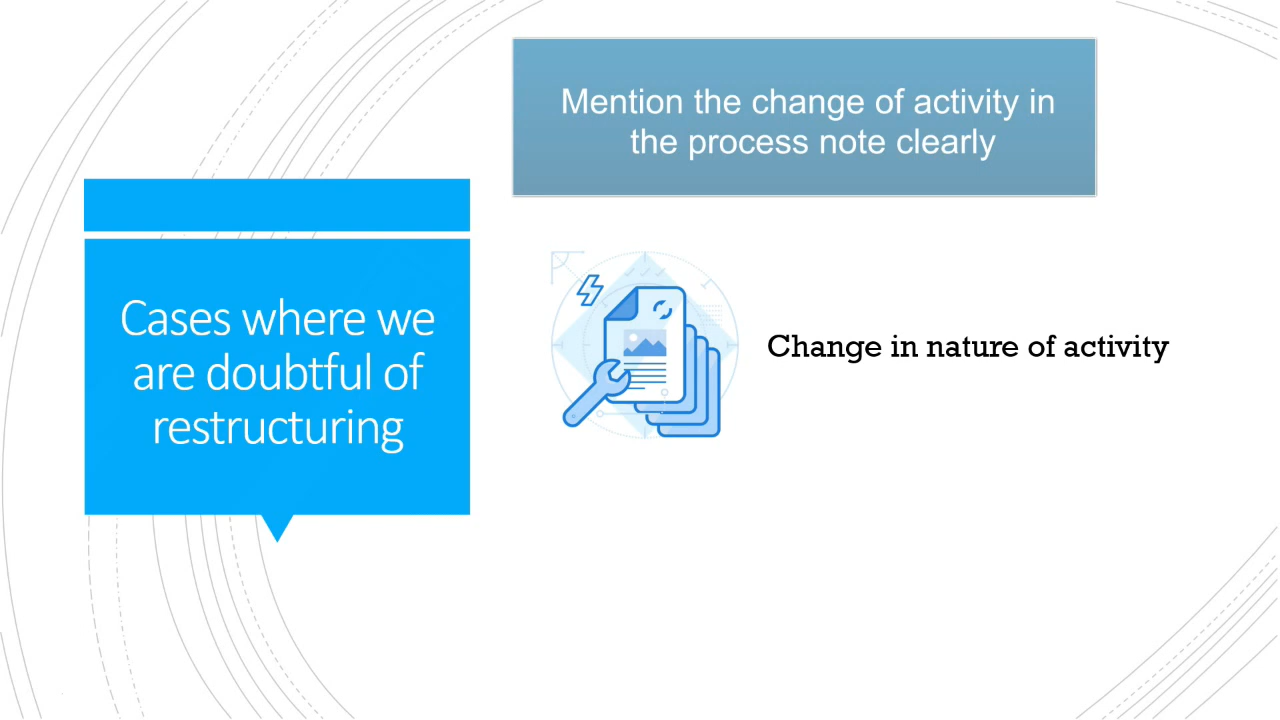 Mention the change of activity in
the process note clearly
Cases where we
are doubtful of
restructuring
Change in nature of activity